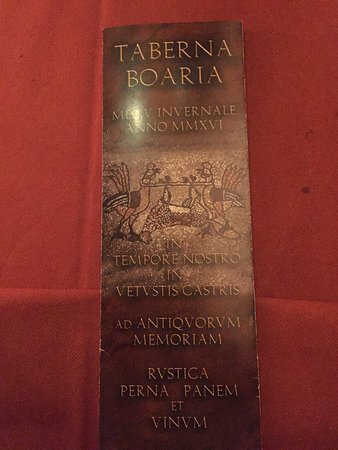 TABERNA
BOARIA
MENV INVERNALE
ANNO MMXVI
IN
TEMPORE NOSTRO
IN
VETVSTIS CASTRIS
AD ANTIQVORVM
MEMORIAM
RVSTICA
PERNA PANEM
ET
VINVM